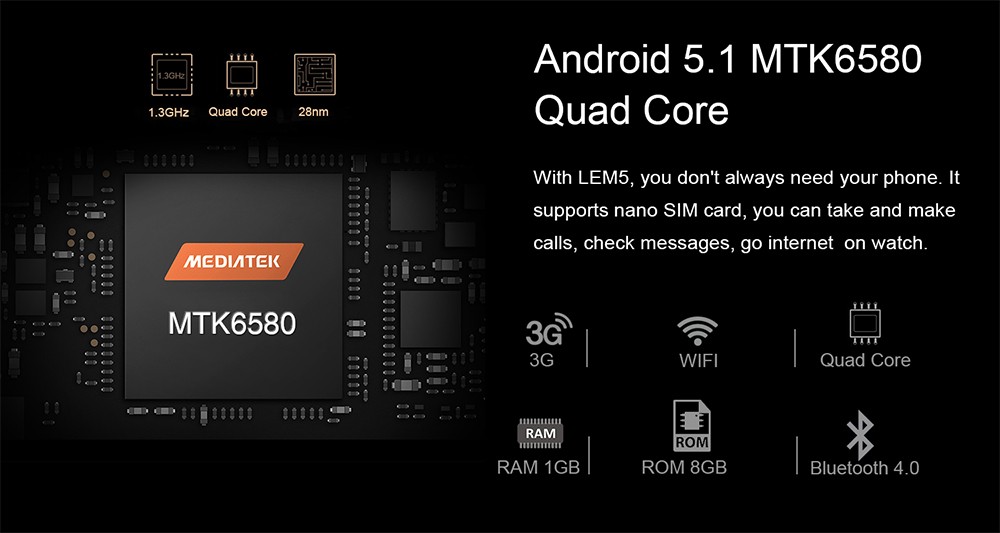 1.3GHz
1.3GHz Quad Core 28nm
MEDIATEK
MTK6580
Android 5.1 MTK6580
Quad Core
With LEM5, you don't always need your phone. It
supports nano SIM card, you can take and make
calls, check messages, go internet on watch.
3G
3G WIFI Quad Core
RAM ROM
RAM 1GB ROM 8GB Bluetooth 4.0